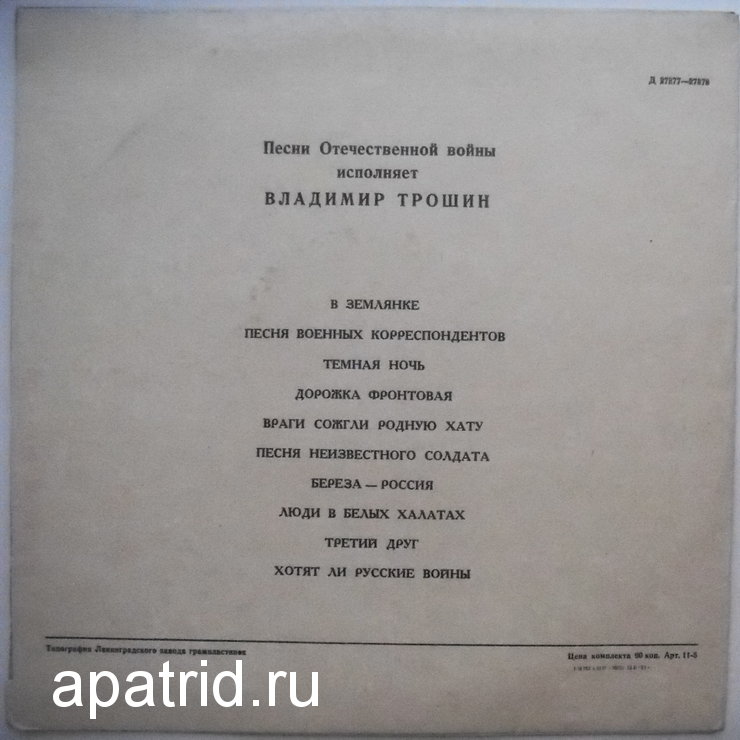 Д 27877—27878
Песни Отечественной войны
исполняет
ВЛАДИМИР ТРОШИН
В ЗЕМЛЯНКЕ
ПЕСНЯ ВОЕННЫХ КОРРЕСПОНДЕНТОВ
ТЕМНАЯ НОЧЬ
ДОРОЖКА ФРОНТОВАЯ
ВРАГИ СОЖГЛИ РОДНУЮ ХАТУ
ПЕСНЯ НЕИЗВЕСТНОГО СОЛДАТА
БЕРЕЗА — РОССИЯ
ЛЮДИ В БЕЛЫХ ХАЛАТАХ
ТРЕТИЙ ДРУГ
ХОТЯТ ЛИ РУССКИЕ ВОЙНЫ
Типография Ленинградского завода грампластинок
Цена комплекта 90 коп. Арт. 11-5
apatrid.ru